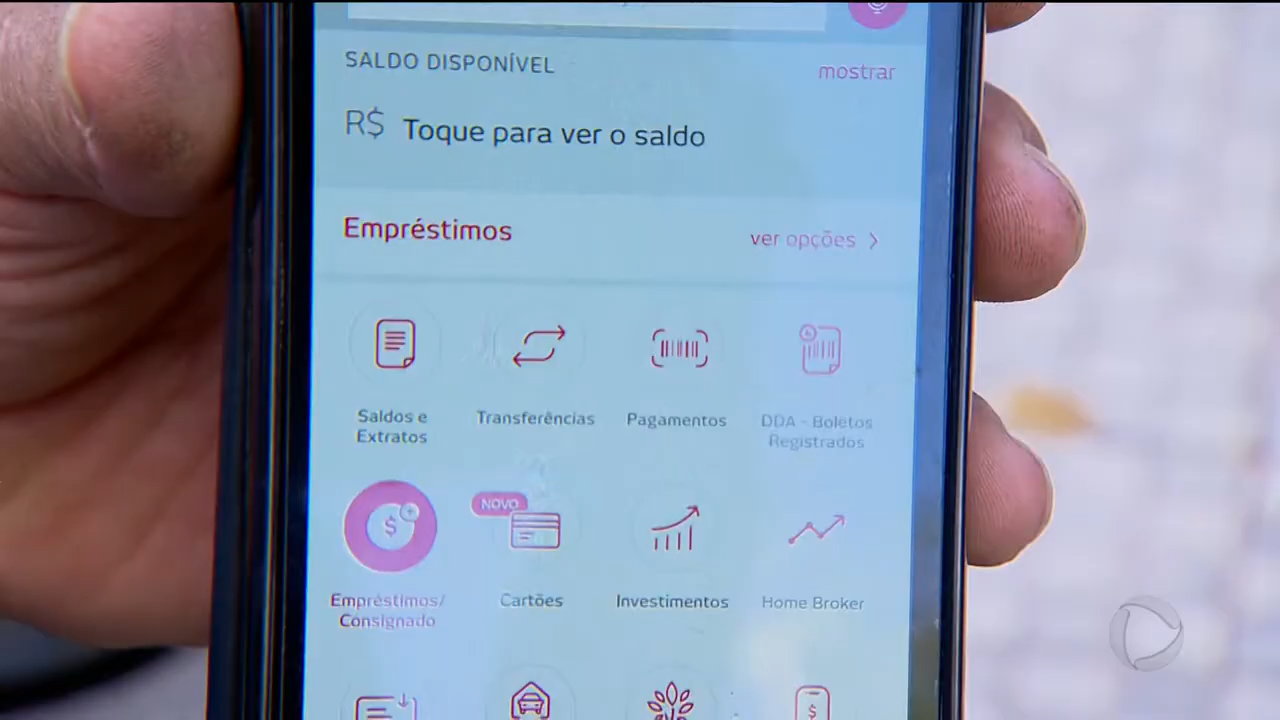 SALDO DISPONÍVEL
mostrar
R$ Toque para ver o saldo
Empréstimos
ver opções
Saldos e
Extratos
Transferências
Pagamentos
DDA - Boletos
Registrados
NOVO
Empréstimos/
Consignado
Cartões
Investimentos
Home Broker